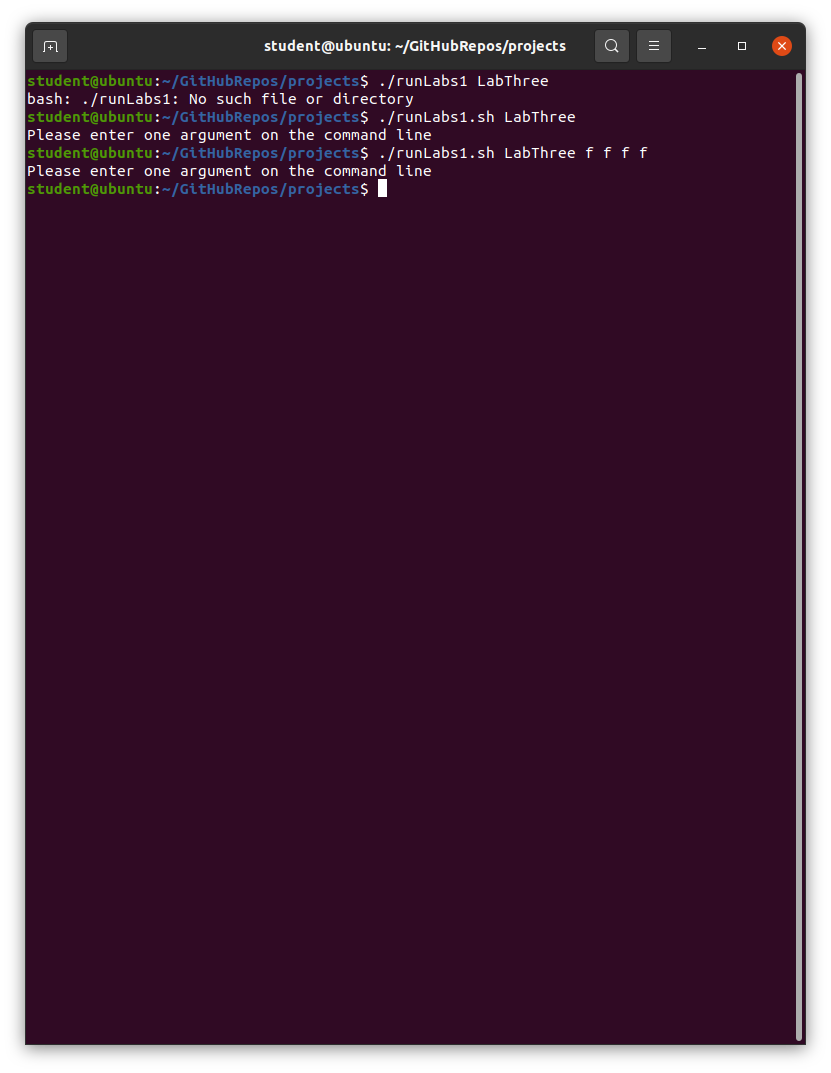 student@ubuntu: ~/GitHubRepos/projects
student@ubuntu:~/GitHubRepos/projects$ ./runLabs1 LabThree
bash: ./runLabs1: No such file or directory
student@ubuntu:~/GitHubRepos/projects$ ./runLabs1.sh LabThree
Please enter one argument on the command line
student@ubuntu:~/GitHubRepos/projects$ ./runLabs1.sh LabThree f f f f
Please enter one argument on the command line
student@ubuntu:~/GitHubRepos/projects$